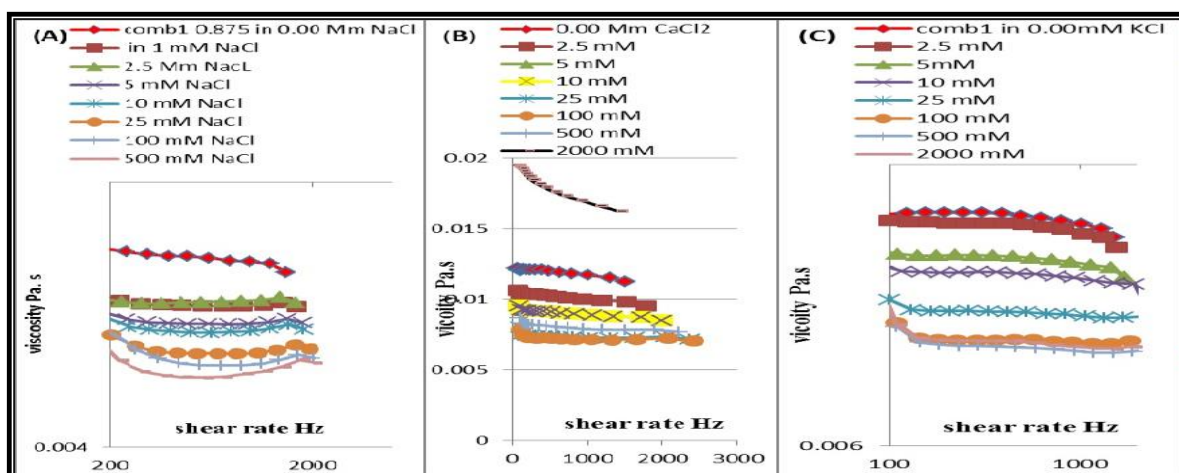 (A)
comb1 0.875 in 0.00 Mm NaCl
in 1 mM NaCl
2.5 Mm NacL
5 mM NaCl
10 mM NaCl
25 mM NaCl
100 mM NaCl
500 mM NaCl
viscosity Pa. s
shear rate Hz
0.004
200
2000
(B)
0.00 Mm CaCl2
2.5 mM
5 mM
10 mM
25 mM
100 mM
500 mM
2000 mM
0.02
0.015
0.01
0.005
0
vicoity Pa.s
shear rate Hz
0
1000
2000
3000
(C)
comb1 in 0.00mM KCl
2.5 mM
5mM
10 mM
25 mM
100 mM
500 mM
2000 mM
vicoity Pa.s
shear rate Hz
0.006
100
1000